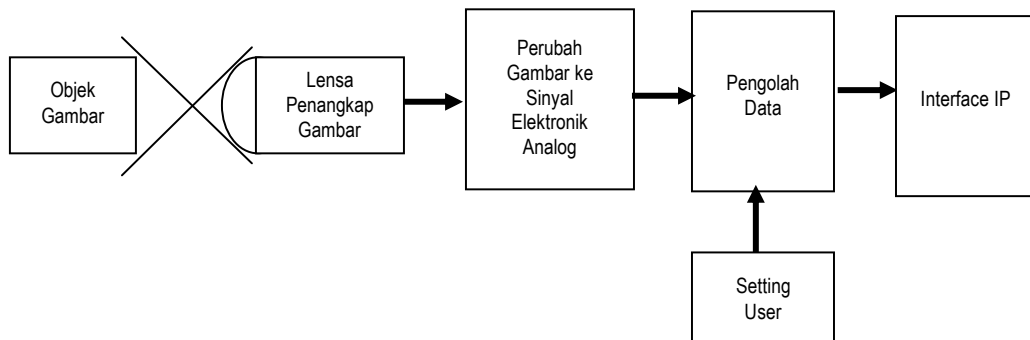 Objek
Gambar
Lensa
Penangkap
Gambar
Perubah
Gambar ke
Sinyal
Elektronik
Analog
Pengolah
Data
Interface IP
Setting
User